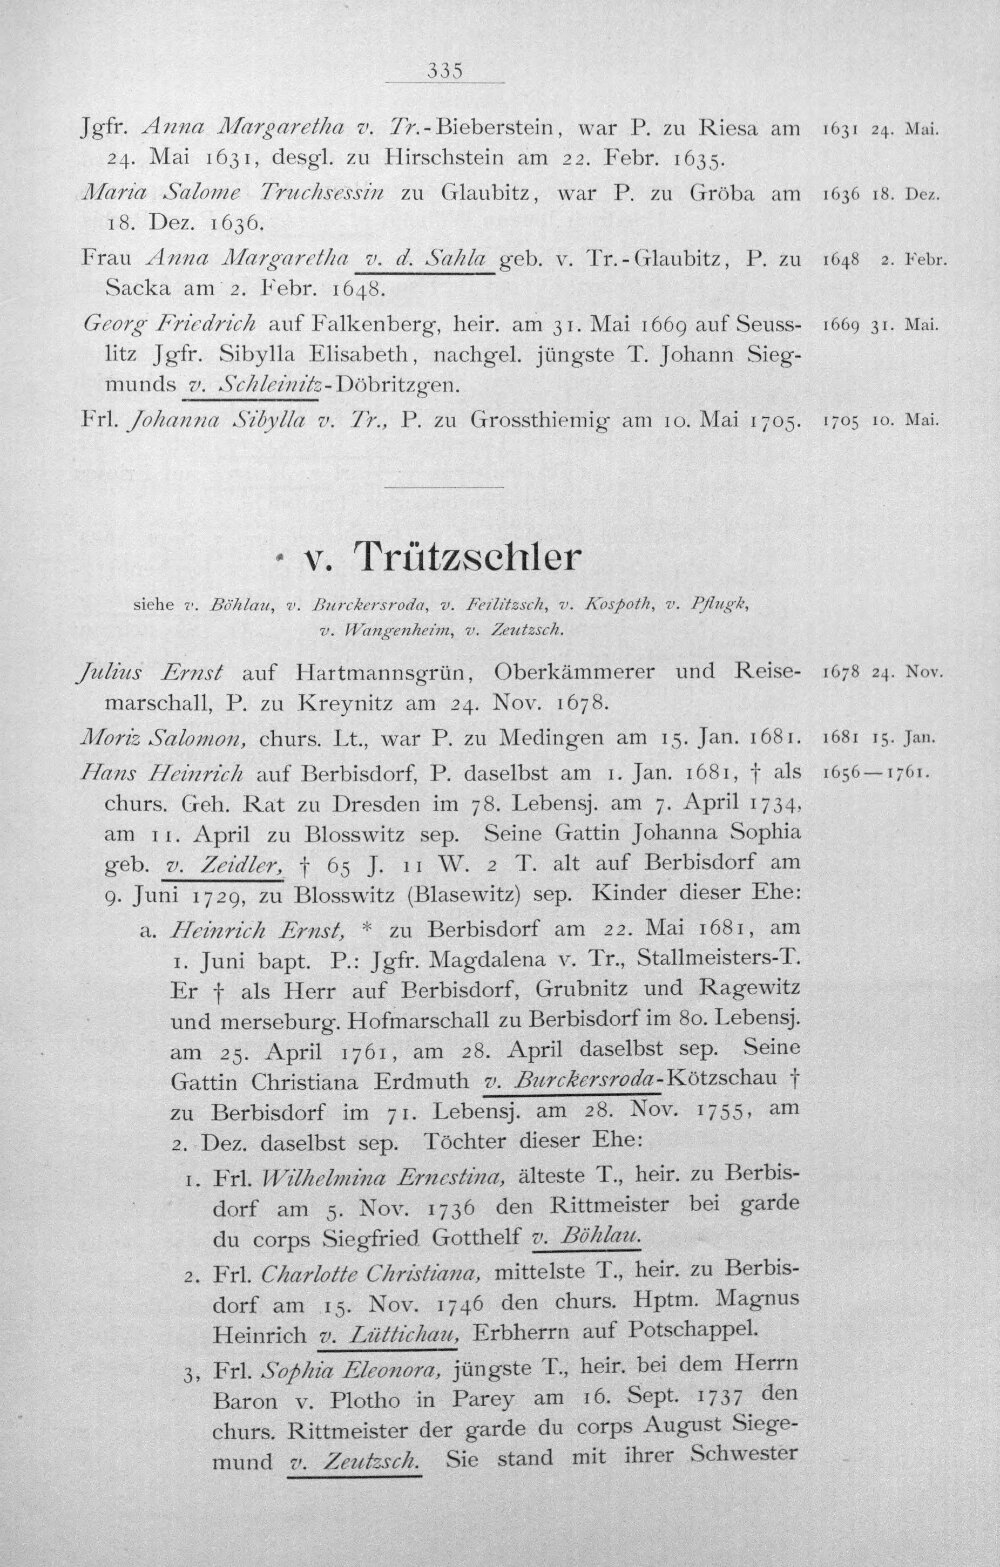 335
Jgfr. Anna Margaretha v. Tr.-Bieberstein, war P. zu Riesa am 1631 24. Mai.
24. Mai 1631, desgl. zu Hirschstein am 22. Febr. 1635.
Maria Salome Truchsessin zu Glaubitz, war P. zu Gröba am 1636 18. Dez.
18. Dez. 1636.
Frau Anna Margaretha v. d. Sahla geb. v. Tr.-Glaubitz, P. zu 1648 2. Febr.
Sacka am 2. Febr. 1648.
Georg Friedrich auf Falkenberg, heir. am 31. Mai 1669 auf Seuss- 1669 31. Mai.
litz Jgfr. Sibylla Elisabeth, nachgel. jüngste T. Johann Sieg-
munds v. Schleinitz-Döbritzgen.
Frl. Johanna Sibylla v. Tr., P. zu Grossthiemig am 10. Mai 1705. 1705 10. Mai.
v. Trützschler
siehe v. Böhlau, v. Burckersroda, v. Feilitzsch, v. Kospoth, v. Pflugk,
v. Wangenheim, v. Zeutzsch.
Julius Ernst auf Hartmannsgrün, Oberkämmerer und Reise- 1678 24. Nov.
marschall, P. zu Kreynitz am 24. Nov. 1678.
Moriz Salomon, churs. Lt., war P. zu Medingen am 15. Jan. 1681. 1681 15. Jan.
Hans Heinrich auf Berbisdorf, P. daselbst am 1. Jan. 1681, † als 1656—1761.
churs. Geh. Rat zu Dresden im 78. Lebensj. am 7. April 1734,
am 11. April zu Blosswitz sep. Seine Gattin Johanna Sophia
geb. v. Zeidler, † 65 J. 11 W. 2 T. alt auf Berbisdorf am
9. Juni 1729, zu Blosswitz (Blasewitz) sep. Kinder dieser Ehe:
a. Heinrich Ernst, * zu Berbisdorf am 22. Mai 1681, am
1. Juni bapt. P.: Jgfr. Magdalena v. Tr., Stallmeisters-T.
Er † als Herr auf Berbisdorf, Grubnitz und Ragewitz
und merseburg. Hofmarschall zu Berbisdorf im 80. Lebensj.
am 25. April 1761, am 28. April daselbst sep. Seine
Gattin Christiana Erdmuth v. Burckersroda-Kötzschau †
zu Berbisdorf im 71. Lebensj. am 28. Nov. 1755, am
2. Dez. daselbst sep. Töchter dieser Ehe:
1. Frl. Wilhelmina Ernestina, älteste T., heir. zu Berbis-
dorf am 5. Nov. 1736 den Rittmeister bei garde
du corps Siegfried Gotthelf v. Böhlau.
2. Frl. Charlotte Christiana, mittelste T., heir. zu Berbis-
dorf am 15. Nov. 1746 den churs. Hptm. Magnus
Heinrich v. Lüttichau, Erbherrn auf Potschappel.
3, Frl. Sophia Eleonora, jüngste T., heir. bei dem Herrn
Baron v. Plotho in Parey am 16. Sept. 1737 den
churs. Rittmeister der garde du corps August Siege-
mund v. Zeutzsch. Sie stand mit ihrer Schwester